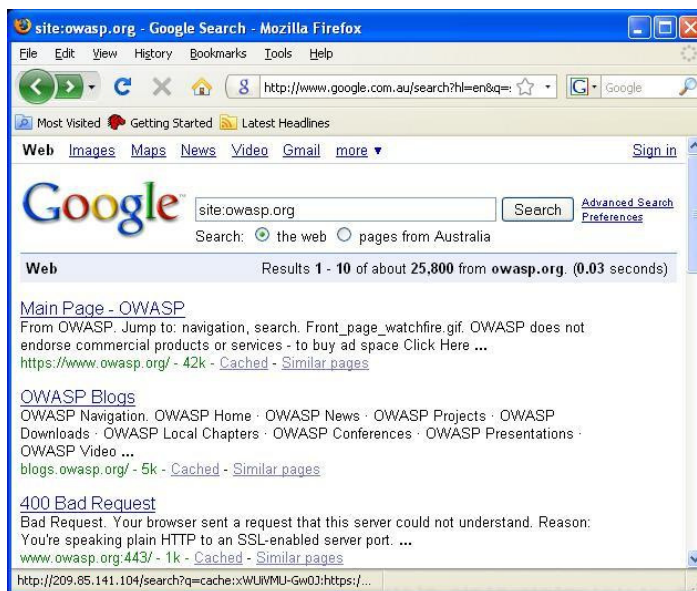 site:owasp.org - Google Search - Mozilla Firefox
File Edit View History Bookmarks Tools Help
http://www.google.com.au/search?hl=en&q=: G Google
Most Visited Getting Started Latest Headlines
Web Images Maps News Video Gmail more ▼ Sign in
Google™ site:owasp.org Search Advanced Search
Preferences
Search: the web pages from Australia
Web Results 1 - 10 of about 25,800 from owasp.org. (0.03 seconds)
Main Page - OWASP
From OWASP. Jump to: navigation, search. Front_page_watchfire.gif. OWASP does not
endorse commercial products or services - to buy ad space Click Here ...
https://www.owasp.org/ - 42k - Cached - Similar pages
OWASP Blogs
OWASP Navigation. OWASP Home · OWASP News · OWASP Projects · OWASP
Downloads · OWASP Local Chapters · OWASP Conferences · OWASP Presentations ·
OWASP Video ...
blogs.owasp.org/ - 5k - Cached - Similar pages
400 Bad Request
Bad Request. Your browser sent a request that this server could not understand. Reason:
You're speaking plain HTTP to an SSL-enabled server port. ...
www.owasp.org:443/ - 1k - Cached - Similar pages
http://209.85.141.104/search?q=cache:xWUiVMU-Gw0J:https:/...